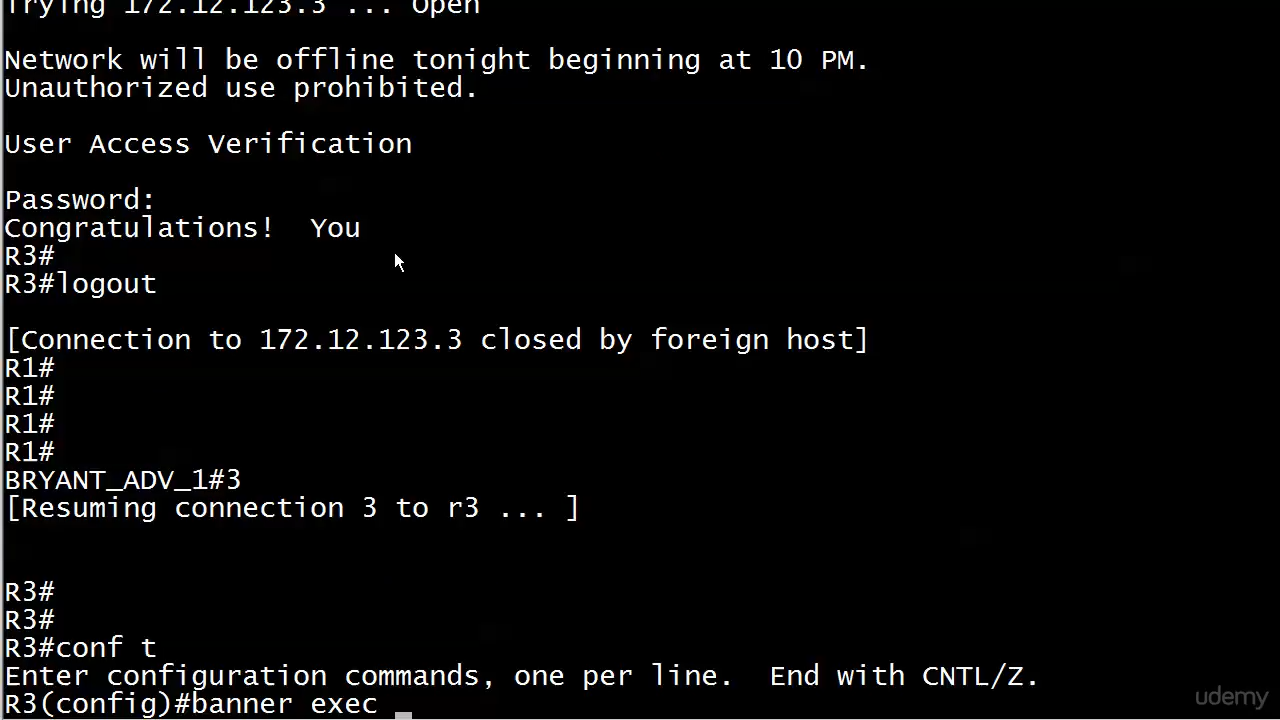 Trying 172.12.123.3 ... Open
Network will be offline tonight beginning at 10 PM.
Unauthorized use prohibited.
User Access Verification
Password:
Congratulations!  You
R3#
R3#logout
[Connection to 172.12.123.3 closed by foreign host]
R1#
R1#
R1#
R1#
BRYANT_ADV_1#3
[Resuming connection 3 to r3 ... ]
R3#
R3#
R3#conf t
Enter configuration commands, one per line.  End with CNTL/Z.
R3(config)#banner exec
udemy